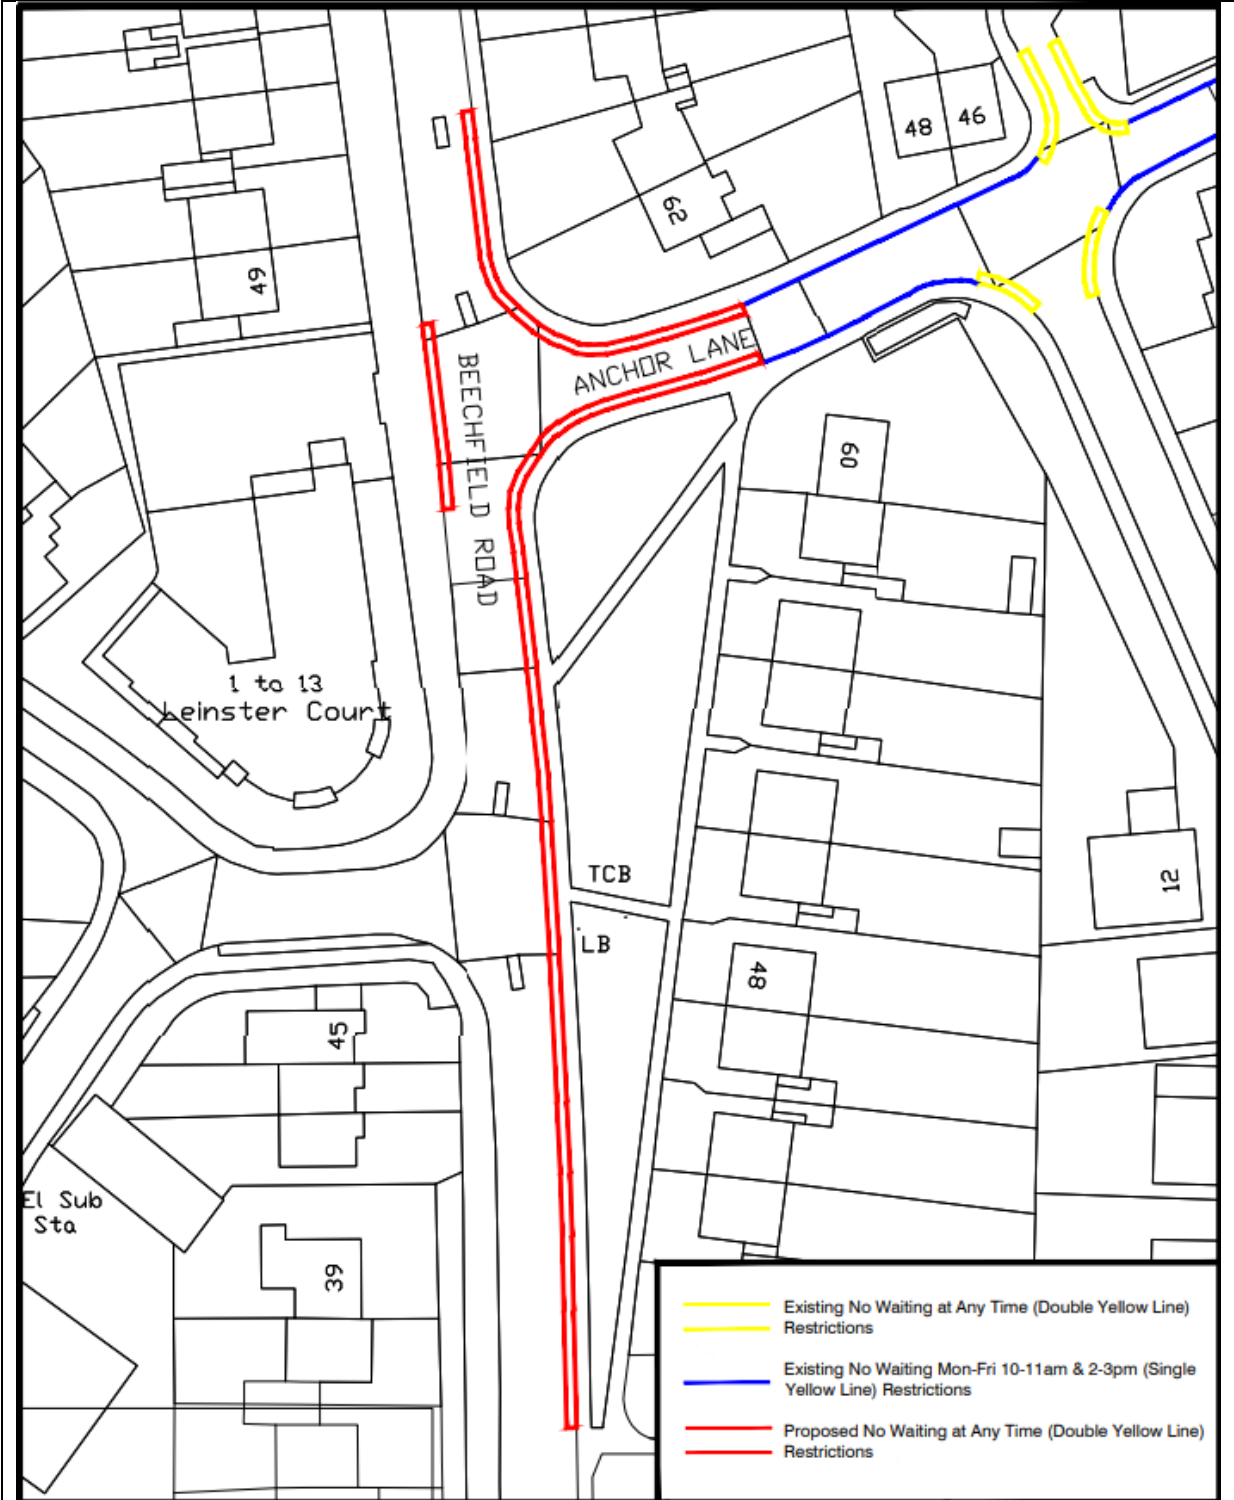 48
46
62
49
BEECHFIELD ROAD
ANCHOR LANE
60
1 to 13
Leinster Court
TCB
12
LB
48
45
El Sub
Sta
39
Existing No Waiting at Any Time (Double Yellow Line)
Restrictions
Existing No Waiting Mon-Fri 10-11am & 2-3pm (Single
Yellow Line) Restrictions
Proposed No Waiting at Any Time (Double Yellow Line)
Restrictions